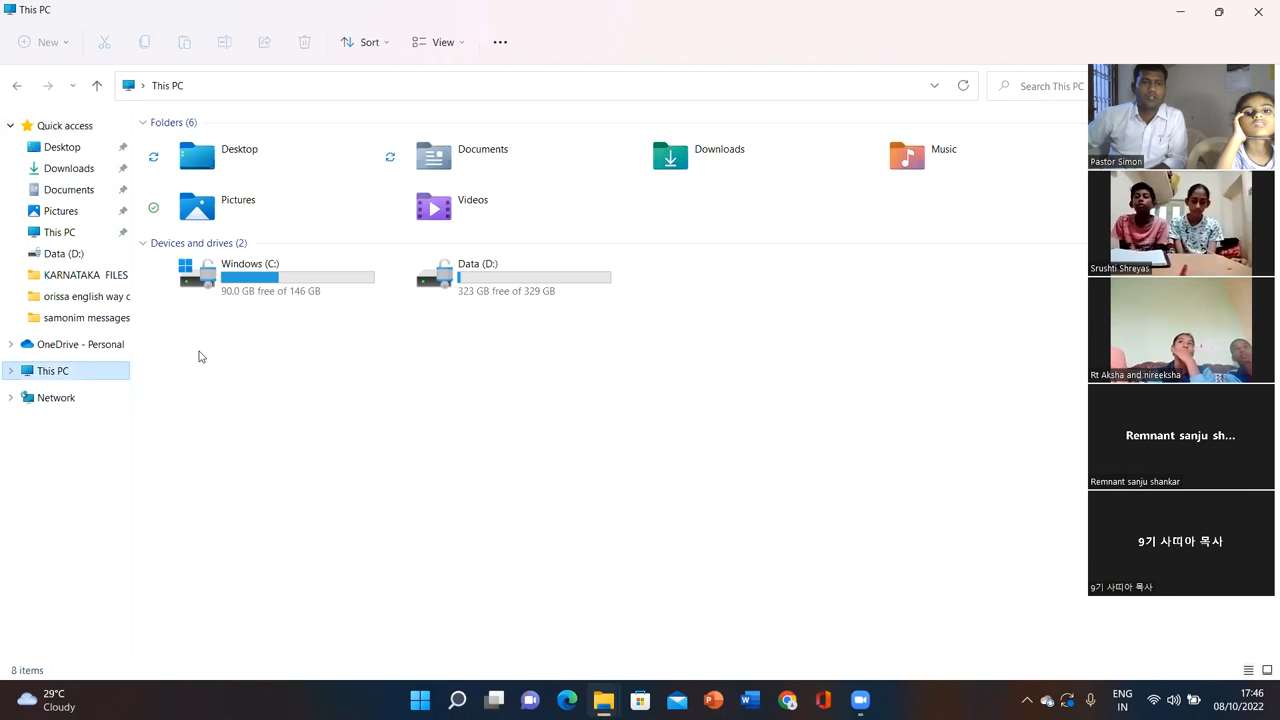 This PC
New
Sort
View
This PC
Search This PC
Quick access
Desktop
Downloads
Documents
Pictures
This PC
Data (D:)
KARNATAKA FILES
orissa english way c
samonim messages
OneDrive - Personal
This PC
Network
Folders (6)
Desktop
Documents
Downloads
Music
Pictures
Videos
Devices and drives (2)
Windows (C:)
90.0 GB free of 146 GB
Data (D:)
323 GB free of 329 GB
Pastor Simon
Srushti Shreyas
Rt Aksha and nireeksha
Remnant sanju sh...
Remnant sanju shankar
9기 사띠아 목사
9기 사띠아 목사
8 items
29°C
Cloudy
ENG
IN
17:46
08/10/2022